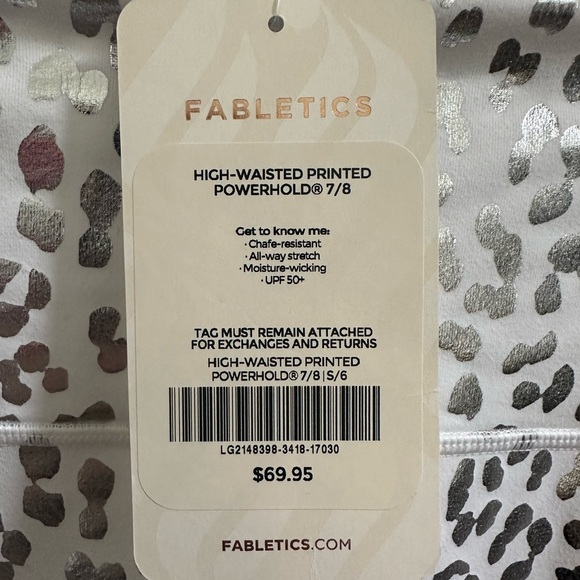 FABLETICS
HIGH-WAISTED PRINTED
POWERHOLD® 7/8
Get to know me:
· Chafe-resistant
· All-way stretch
· Moisture-wicking
· UPF 50+
TAG MUST REMAIN ATTACHED
FOR EXCHANGES AND RETURNS
HIGH-WAISTED PRINTED
POWERHOLD® 7/8 | S/6
LG2148398-3418-17030
$69.95
FABLETICS.COM